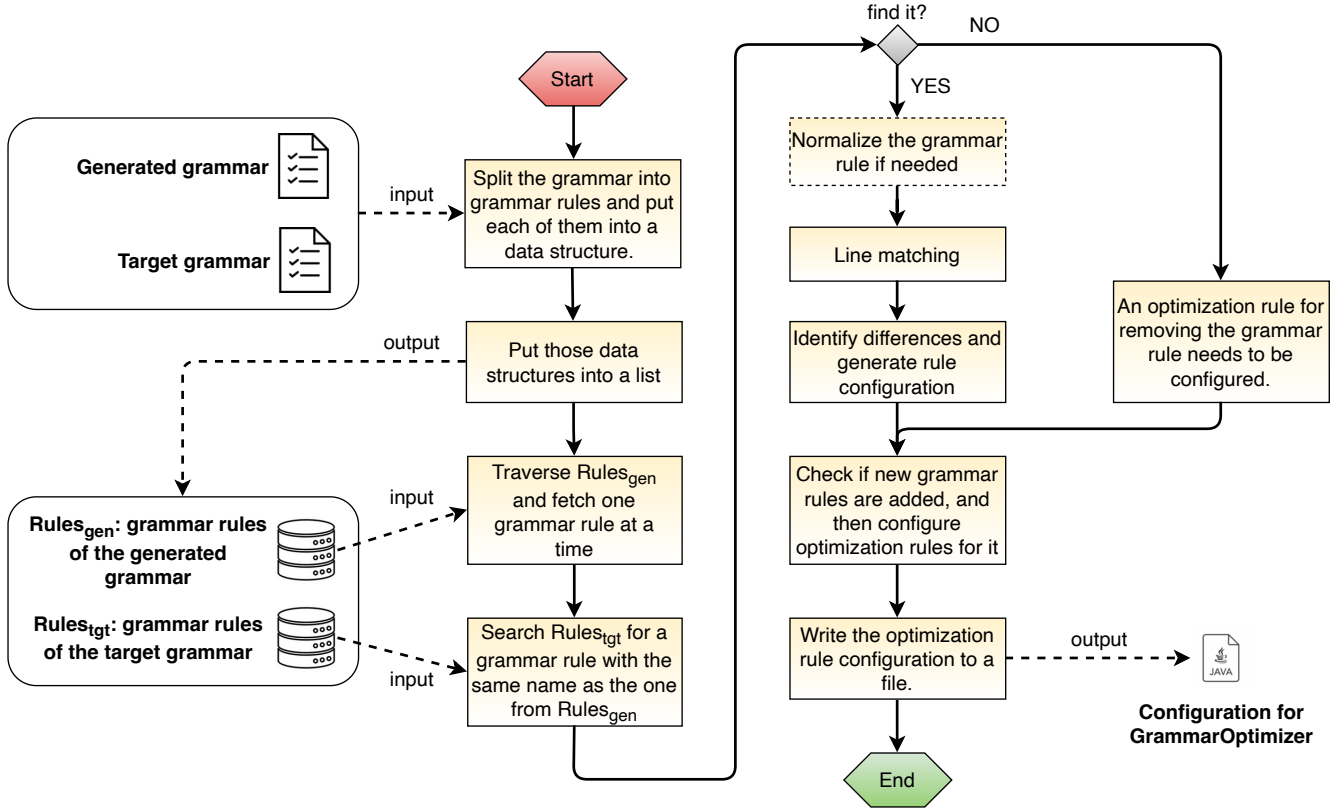 Start
Generated grammar
Target grammar
input
Split the grammar into
grammar rules and put
each of them into a
data structure.
output
Put those data
structures into a list
Rulesgen: grammar rules
of the generated
grammar
Rulestgt: grammar rules
of the target grammar
input
Traverse Rulesgen
and fetch one
grammar rule at a
time
input
Search Rulestgt for a
grammar rule with the
same name as the one
from Rulesgen
find it?
NO
YES
Normalize the grammar
rule if needed
Line matching
Identify differences and
generate rule
configuration
An optimization rule for
removing the grammar
rule needs to be
configured.
Check if new grammar
rules are added, and
then configure
optimization rules for it
Write the optimization
rule configuration to a
file.
output
JAVA
Configuration for
GrammarOptimizer
End